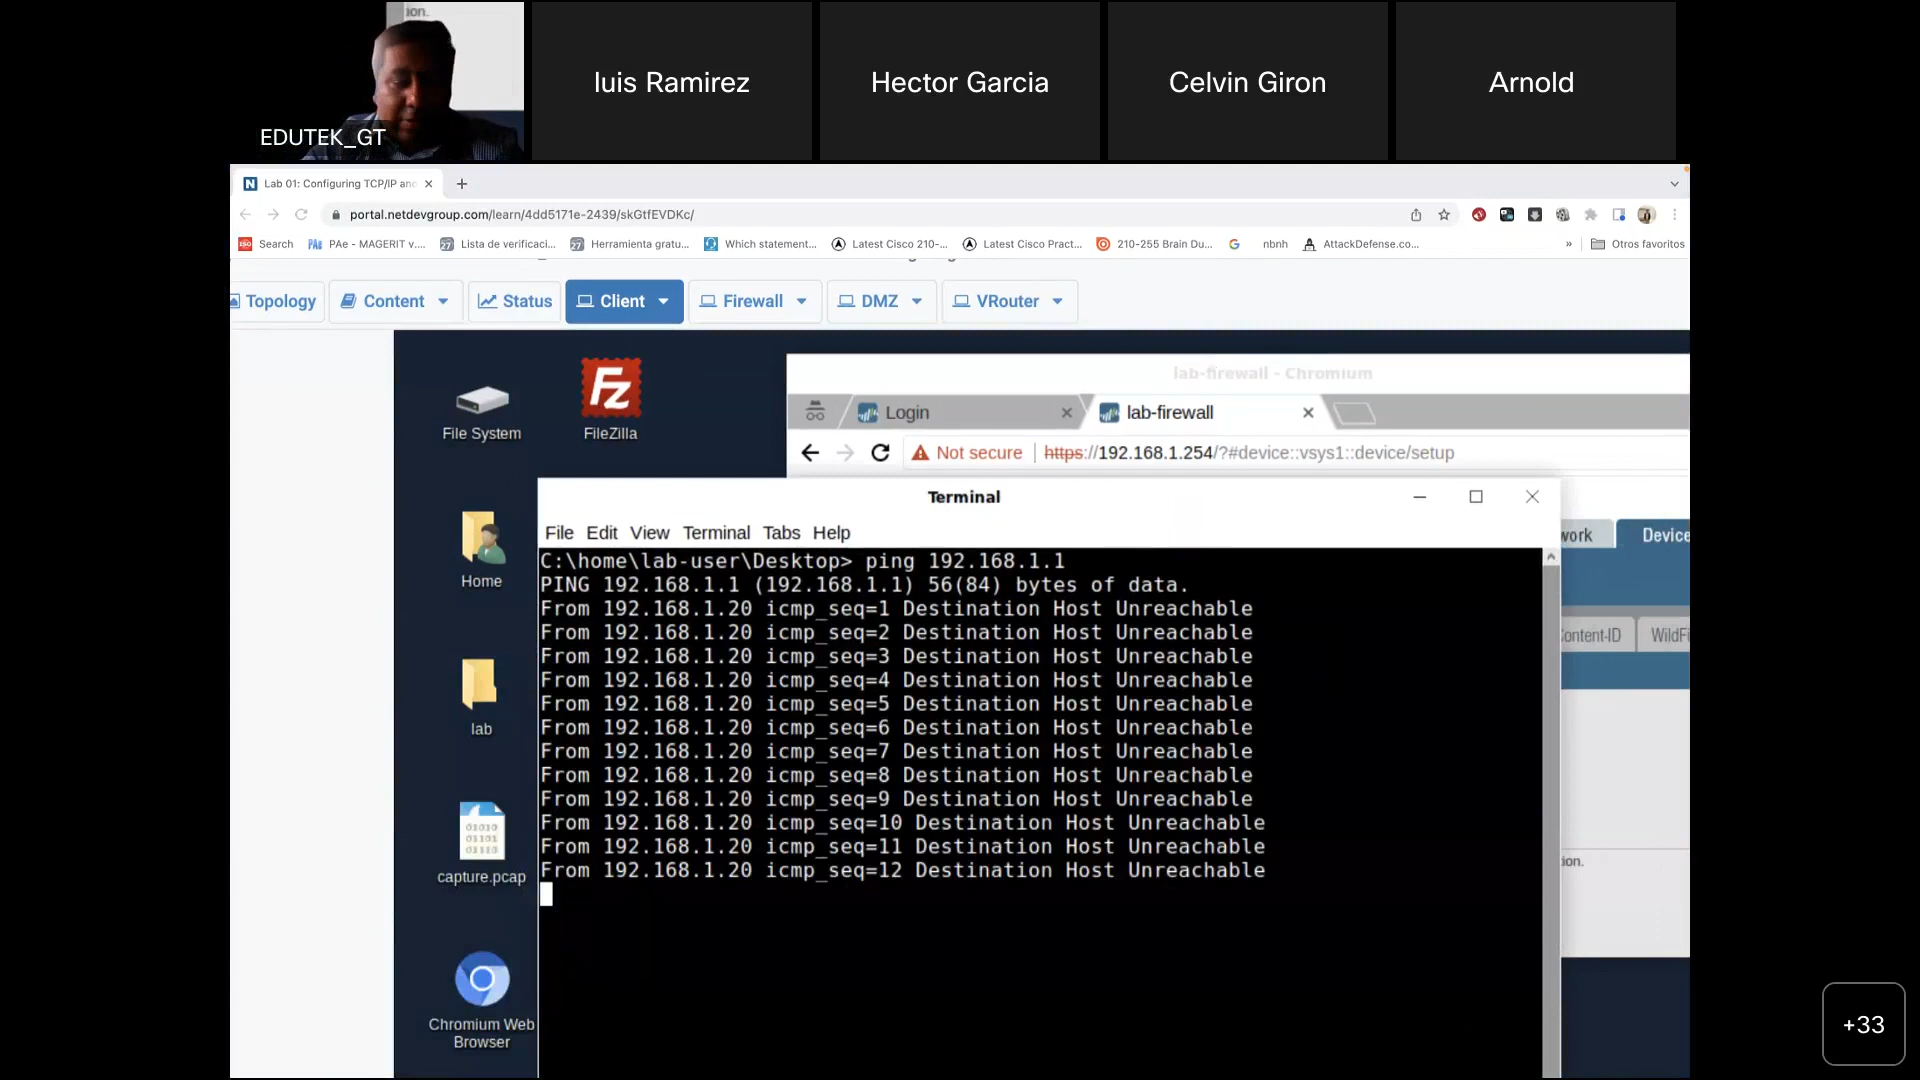 ion.
EDUTEK_GT
luis Ramirez
Hector Garcia
Celvin Giron
Arnold
Lab 01: Configuring TCP/IP and
portal.netdevgroup.com/learn/4dd5171e-2439/skGtfEVDKc/
Search
PAe - MAGERIT v....
Lista de verificaci...
Herramienta gratu...
Which statement...
Latest Cisco 210-...
Latest Cisco Pract...
210-255 Brain Du...
nbnh
AttackDefense.co...
»
Otros favoritos
Topology
Content
Status
Client
Firewall
DMZ
VRouter
File System
FileZilla
Home
lab
capture.pcap
Chromium Web
Browser
lab-firewall - Chromium
Login
lab-firewall
Not secure
https://192.168.1.254/?#device::vsys1::device/setup
Terminal
File Edit View Terminal Tabs Help
C:\home\lab-user\Desktop> ping 192.168.1.1
PING 192.168.1.1 (192.168.1.1) 56(84) bytes of data.
From 192.168.1.20 icmp_seq=1 Destination Host Unreachable
From 192.168.1.20 icmp_seq=2 Destination Host Unreachable
From 192.168.1.20 icmp_seq=3 Destination Host Unreachable
From 192.168.1.20 icmp_seq=4 Destination Host Unreachable
From 192.168.1.20 icmp_seq=5 Destination Host Unreachable
From 192.168.1.20 icmp_seq=6 Destination Host Unreachable
From 192.168.1.20 icmp_seq=7 Destination Host Unreachable
From 192.168.1.20 icmp_seq=8 Destination Host Unreachable
From 192.168.1.20 icmp_seq=9 Destination Host Unreachable
From 192.168.1.20 icmp_seq=10 Destination Host Unreachable
From 192.168.1.20 icmp_seq=11 Destination Host Unreachable
From 192.168.1.20 icmp_seq=12 Destination Host Unreachable
work
Device
Content-ID
WildFi
ion.
+33